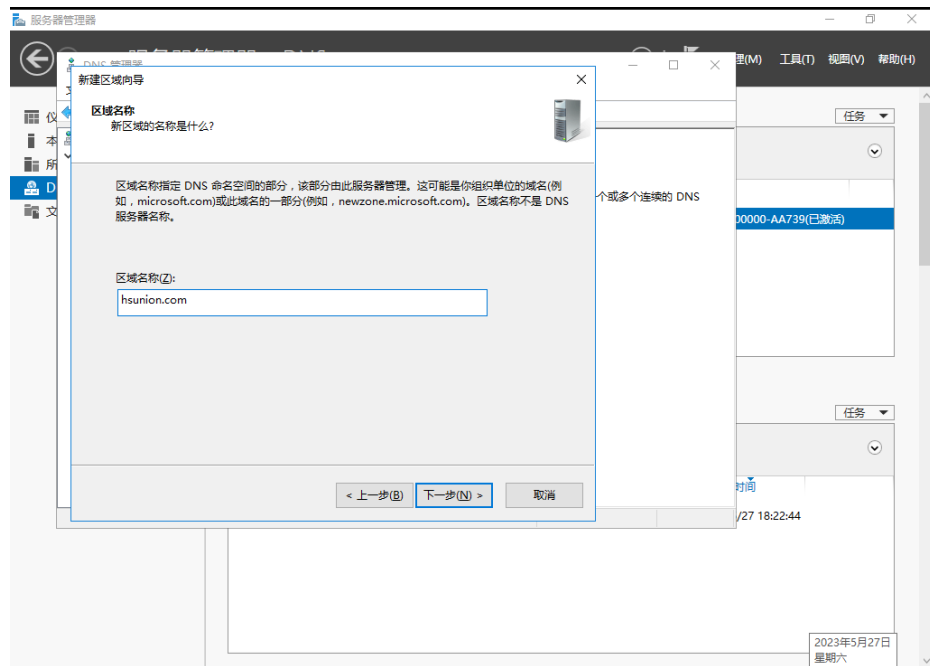 服务器管理器
DNS 管理器
理(M) 工具(T) 视图(V) 帮助(H)
新建区域向导
区域名称
新区域的名称是什么?
仪
本
所
D
文
任务
区域名称指定 DNS 命名空间的部分，该部分由此服务器管理。这可能是你组织单位的域名(例
如，microsoft.com)或此域名的一部分(例如，newzone.microsoft.com)。区域名称不是 DNS
服务器名称。
个或多个连续的 DNS
00000-AA739(已激活)
区域名称(Z):
hsunion.com
任务
< 上一步(B) 下一步(N) > 取消
时间
/27 18:22:44
2023年5月27日
星期六